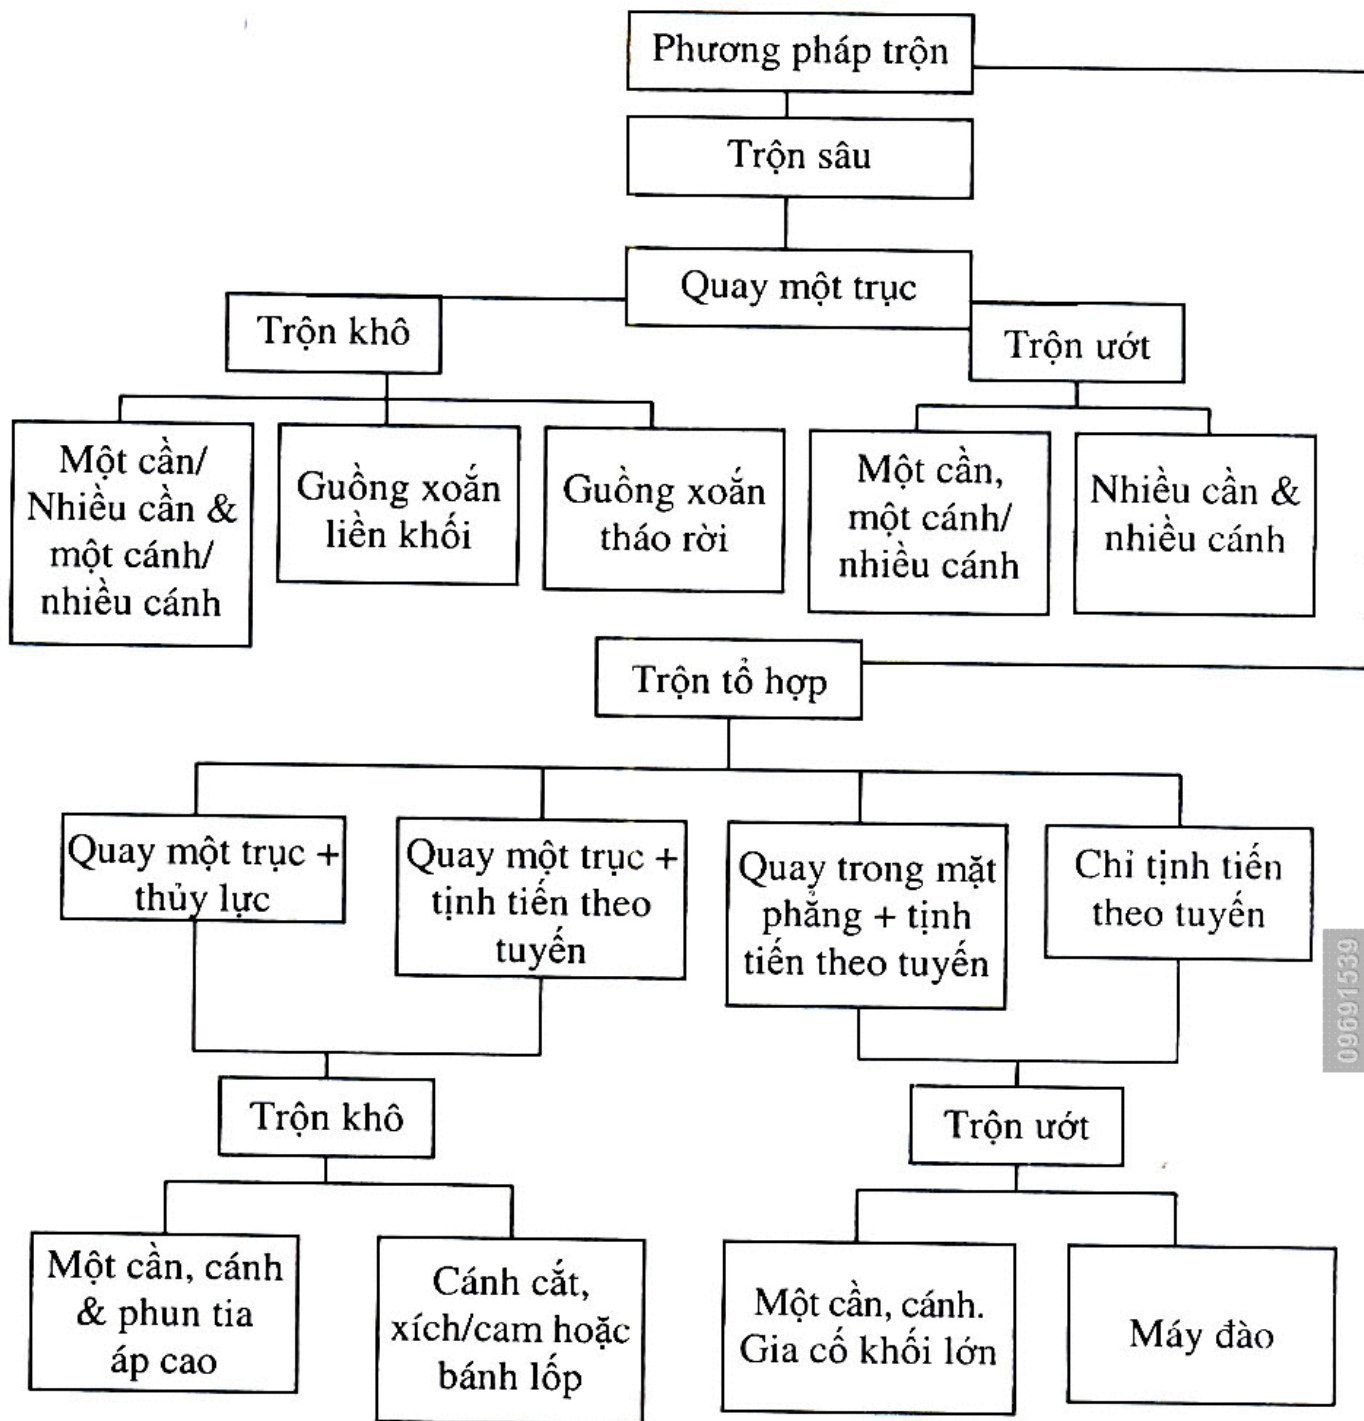 Phương pháp trộn
Trộn sâu
Quay một trục
Trộn khô
Trộn ướt
Một cần/
Nhiều cần &
một cánh/
nhiều cánh
Guồng xoắn
liền khối
Guồng xoắn
tháo rời
Một cần,
một cánh/
nhiều cánh
Nhiều cần &
nhiều cánh
Trộn tổ hợp
Quay một trục +
thủy lực
Quay một trục +
tịnh tiến theo
tuyến
Quay trong mặt
phẳng + tịnh
tiến theo tuyến
Chỉ tịnh tiến
theo tuyến
Trộn khô
Trộn ướt
Một cần, cánh
& phun tia
áp cao
Cánh cắt,
xích/cam hoặc
bánh lốp
Một cần, cánh.
Gia cố khối lớn
Máy đào
09691539